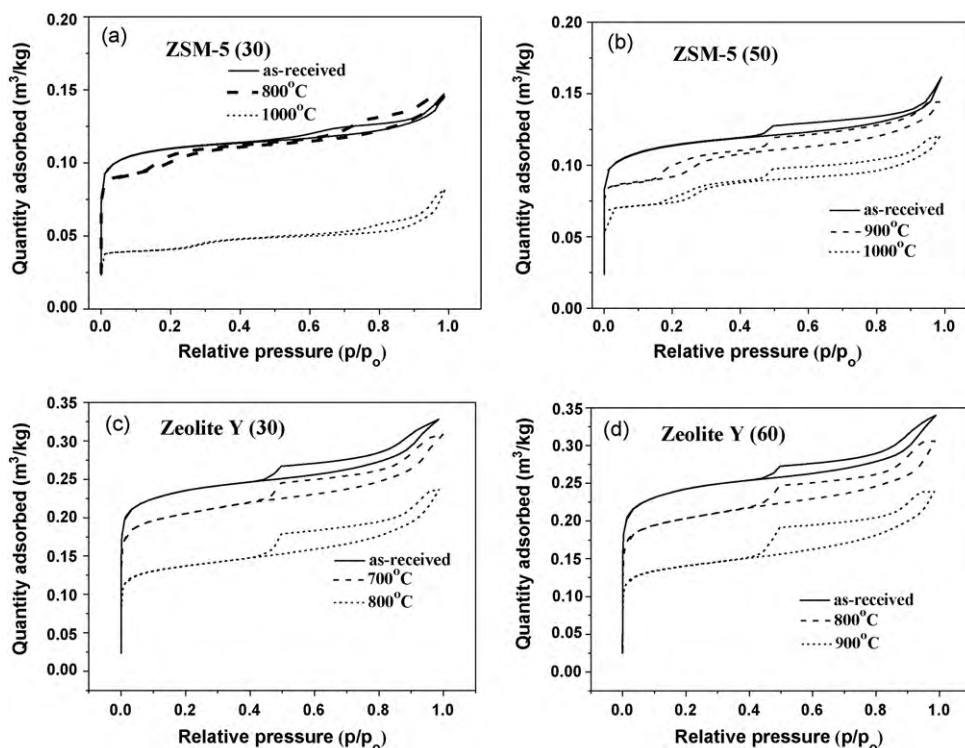 (a)
ZSM-5 (30)
as-received
800°C
1000°C
0.20
0.15
0.10
0.05
0.00
Quantity adsorbed (m³/kg)
0.0 0.2 0.4 0.6 0.8 1.0
Relative pressure (p/pₒ)
(b)
ZSM-5 (50)
as-received
900°C
1000°C
0.20
0.15
0.10
0.05
0.00
Quantity adsorbed (m³/kg)
0.0 0.2 0.4 0.6 0.8 1.0
Relative pressure (p/pₒ)
(c)
Zeolite Y (30)
as-received
700°C
800°C
0.35
0.30
0.25
0.20
0.15
0.10
0.05
0.00
Quantity adsorbed (m³/kg)
0.0 0.2 0.4 0.6 0.8 1.0
Relative pressure (p/pₒ)
(d)
Zeolite Y (60)
as-received
800°C
900°C
0.35
0.30
0.25
0.20
0.15
0.10
0.05
0.00
Quantity adsorbed (m³/kg)
0.0 0.2 0.4 0.6 0.8 1.0
Relative pressure (p/pₒ)